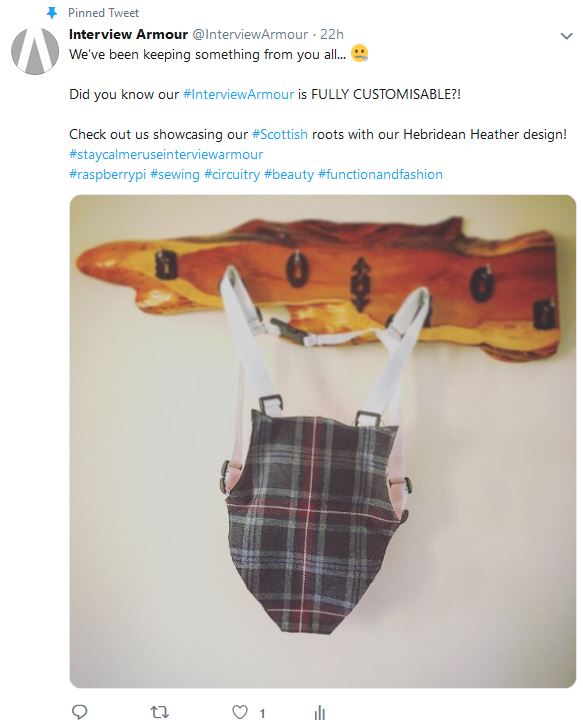 Pinned Tweet
Interview Armour @InterviewArmour · 22h
We've been keeping something from you all... 🤐
Did you know our #InterviewArmour is FULLY CUSTOMISABLE?!
Check out us showcasing our #Scottish roots with our Hebridean Heather design!
#staycalmeruseinterviewarmour
#raspberrypi #sewing #circuitry #beauty #functionandfashion
1